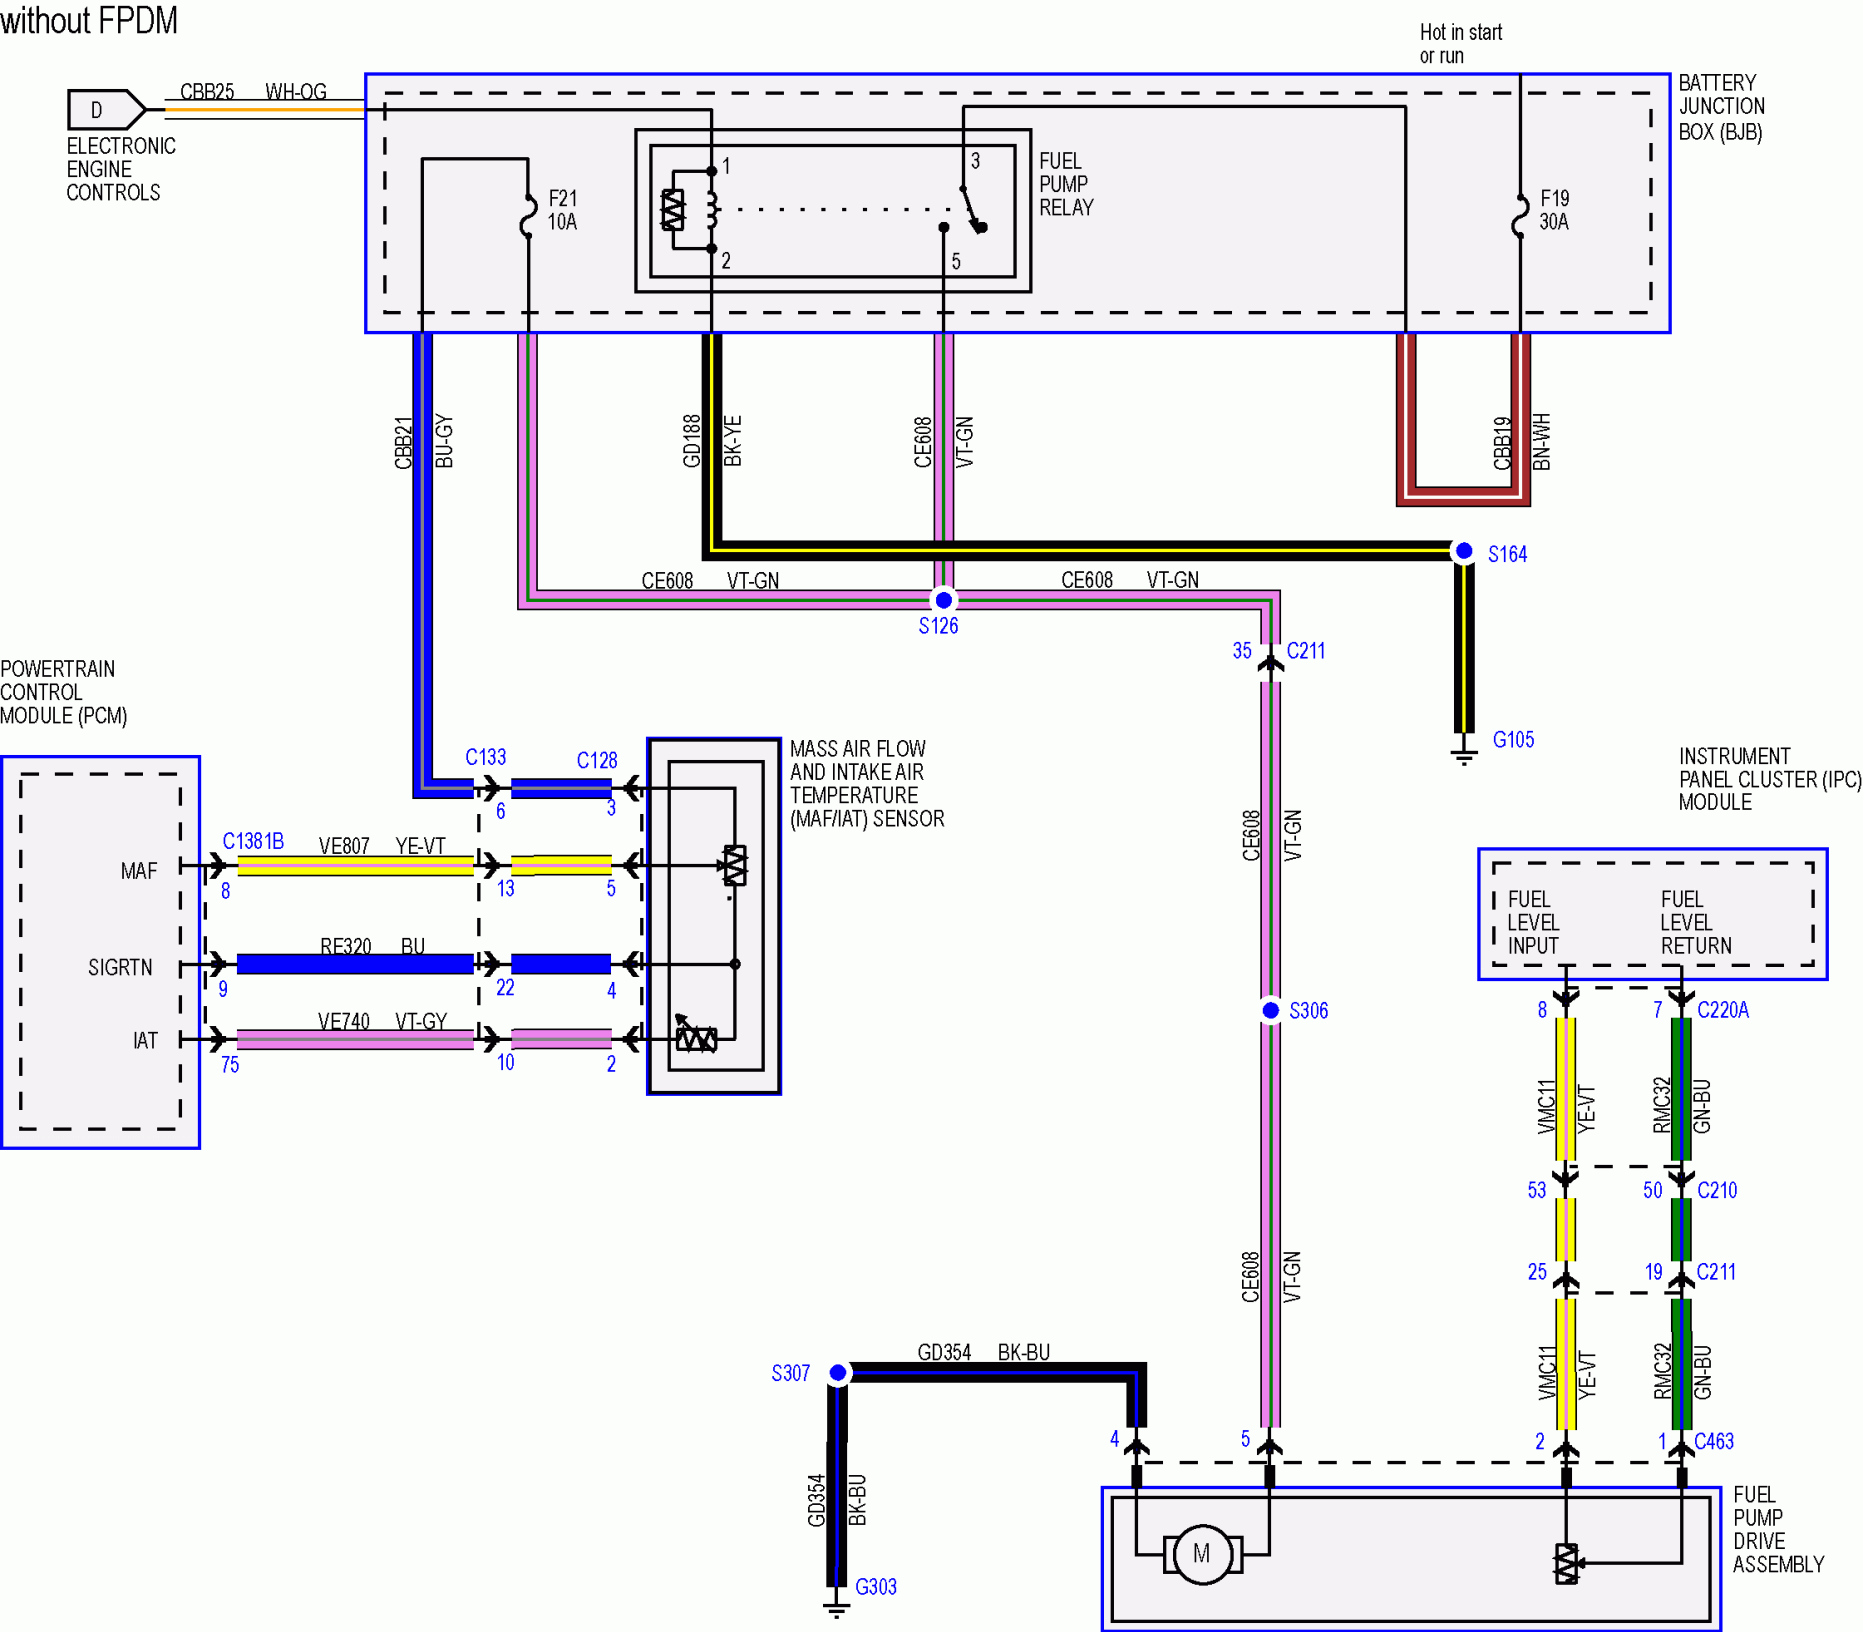 without FPDM
Hot in start
or run
CBB25 WH-OG
D
ELECTRONIC
ENGINE
CONTROLS
BATTERY
JUNCTION
BOX (BJB)
F21
10A
1
2
3
5
FUEL
PUMP
RELAY
F19
30A
CBB21
BU-GY
GD188
BK-YE
CE608
VT-GN
CBB19
BN-WH
S164
CE608 VT-GN
CE608 VT-GN
S126
35 C211
G105
POWERTRAIN
CONTROL
MODULE (PCM)
C133
C128
6
3
MASS AIR FLOW
AND INTAKE AIR
TEMPERATURE
(MAF/IAT) SENSOR
INSTRUMENT
PANEL CLUSTER (IPC)
MODULE
CE608
VT-GN
MAF
C1381B
8
VE807 YE-VT
13
5
SIGRTN
9
RE320 BU
22
4
IAT
75
VE740 VT-GY
10
2
FUEL
LEVEL
INPUT
FUEL
LEVEL
RETURN
8
7
C220A
S306
VMC11
YE-VT
RMC32
GN-BU
53
50
C210
25
19
C211
CE608
VT-GN
VMC11
YE-VT
RMC32
GN-BU
S307
GD354 BK-BU
4
5
2
1
C463
GD354
BK-BU
G303
M
FUEL
PUMP
DRIVE
ASSEMBLY